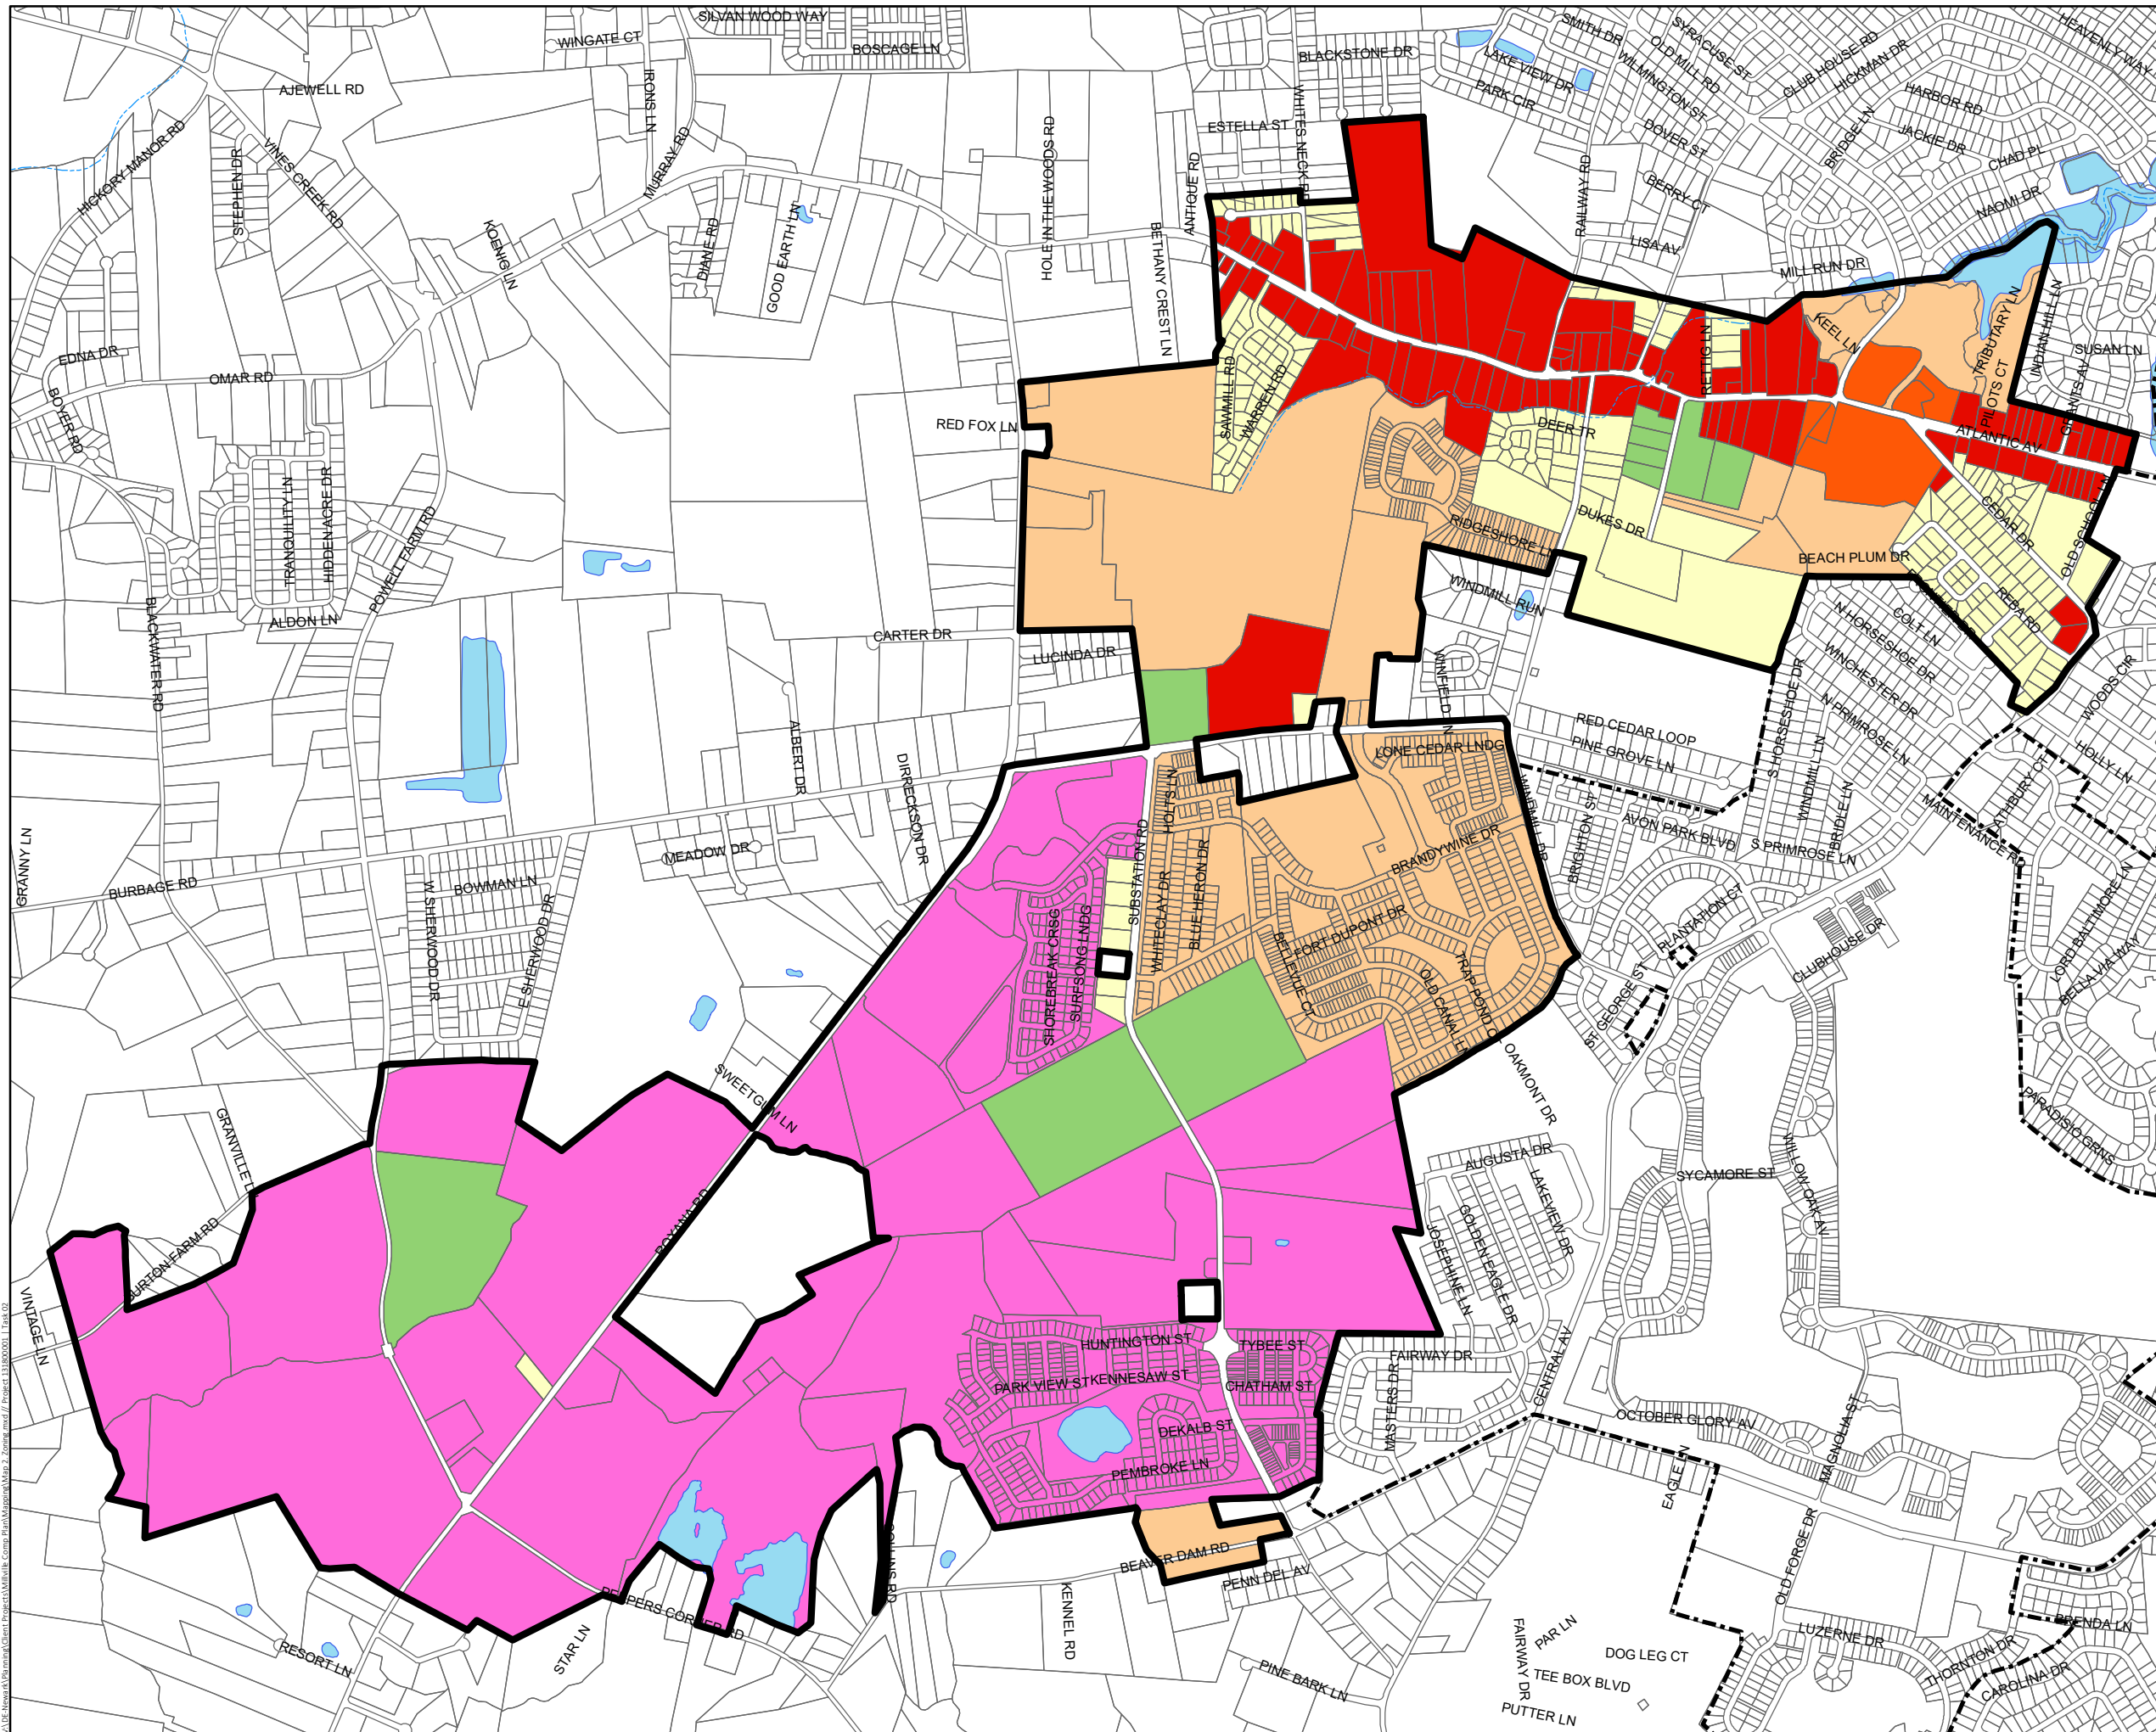 SILVAN WOOD WAY
WINGATE CT
BOSCAGE LN
BLACKSTONE DR
SMITH DR
SYRACUSE ST
OLD MILL RD
WILMINGTON ST
CLUB HOUSE RD
HICKMAN DR
HEAVENLY WAY
LAKE VIEW DR
PARK CIR
AJEWELL RD
IRONS LN
WHITES NECK RD
ESTELLA ST
HARBOR RD
DOVER ST
JACKIE DR
BRIDGE LN
CHAD PL
HICKORY MANOR RD
VINES CREEK RD
STEPHEN DR
MURRAY RD
HOLE IN THE WOODS RD
ANTIQUE RD
RAILWAY RD
BERRY CT
NAOMI DR
KOENIG LN
DIANE RD
GOOD EARTH LN
BETHANY CREST LN
LISA AV
MILL RUN DR
EDNA DR
OMAR RD
BOYER RD
KEEL LN
TRIBUTARY LN
INDIAN HILL LN
SUSAN LN
RETTIG LN
PILOTS CT
GRANTS AV
SAWMILL RD
WARREN RD
RED FOX LN
DEER TR
ATLANTIC AV
TRANQUILITY LN
HIDDEN ACRE DR
POWELL FARM RD
RIDGESHORE L
DUKES DR
CEDAR DR
OLD SCHOOL LN
BEACH PLUM DR
WINDMILL RUN
REBA RD
BLACKWATER RD
ALDON LN
CARTER DR
LUCINDA DR
WINFIELD LN
N HORSESHOE DR
COLT LN
WINCHESTER DR
WOODS CIR
S HORSESHOE DR
N PRIMROSE LN
RED CEDAR LOOP
PINE GROVE LN
LONE CEDAR LNDG
HOLLY LN
ALBERT DR
DIRRECKSON DR
HOLTS LN
WINDMILL DR
WINDMILL LN
BRIDLE LN
ATHBURY CT
MAINTENANCE RD
BRIGHTON ST
AVON PARK BLVD
S PRIMROSE LN
GRANNY LN
BURBAGE RD
MEADOW DR
BOWMAN LN
W SHERWOOD DR
E SHERWOOD DR
SUBSTATION RD
WHITECLAY DR
BLUE HERON DR
BRANDYWINE DR
SHOREBREAK CRSG
SURFSONG LNDG
FORT DUPONT DR
BELLEVUE CT
OLD CANAL L
TRAP POND C
PLANTATION CT
CLUBHOUSE DR
ST GEORGE ST
LORD BALTIMORE LN
BELLA VIA WAY
OAKMONT DR
SWEETGUM LN
PARADISIO GRNS
GRANVILLE L
AUGUSTA DR
LAKEVIEW DR
SYCAMORE ST
WILLOW OAK AV
BURTON FARM RD
ROXANA RD
GOLDEN EAGLE DR
JOSEPHINE LN
VINTAGE LN
HUNTINGTON ST
TYBEE ST
FAIRWAY DR
CENTRAL AV
PARK VIEW ST
KENNESAW ST
CHATHAM ST
MASTERS DR
DEKALB ST
OCTOBER GLORY AV
MAGNOLIA ST
PEMBROKE LN
EAGLE LN
OLD FORGE DR
BEAVER DAM RD
PENN DEL AV
PEPPERS CORNER RD
KENNEL RD
STAR LN
RESORT LN
PINE BARK LN
FAIRWAY DR
PAR LN
DOG LEG CT
TEE BOX BLVD
PUTTER LN
LUZERNE DR
BRENDA LN
THORNTON DR
CAROLINA DR